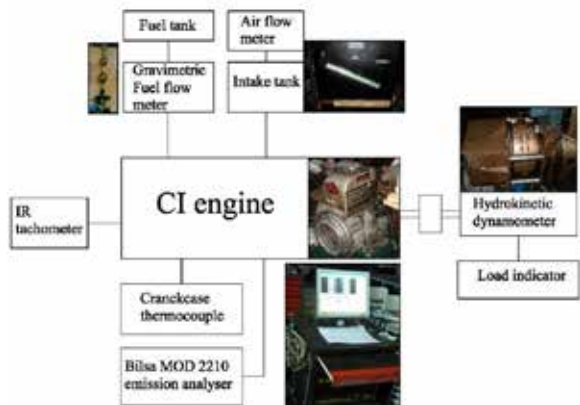 Fuel tank
Air flow
meter
Gravimetric
Fuel flow
meter
Intake tank
CI engine
IR
tachometer
Hydrokinetic
dynamometer
Load indicator
Cranckcase
thermocouple
Bilsa MOD 2210
emission analyser